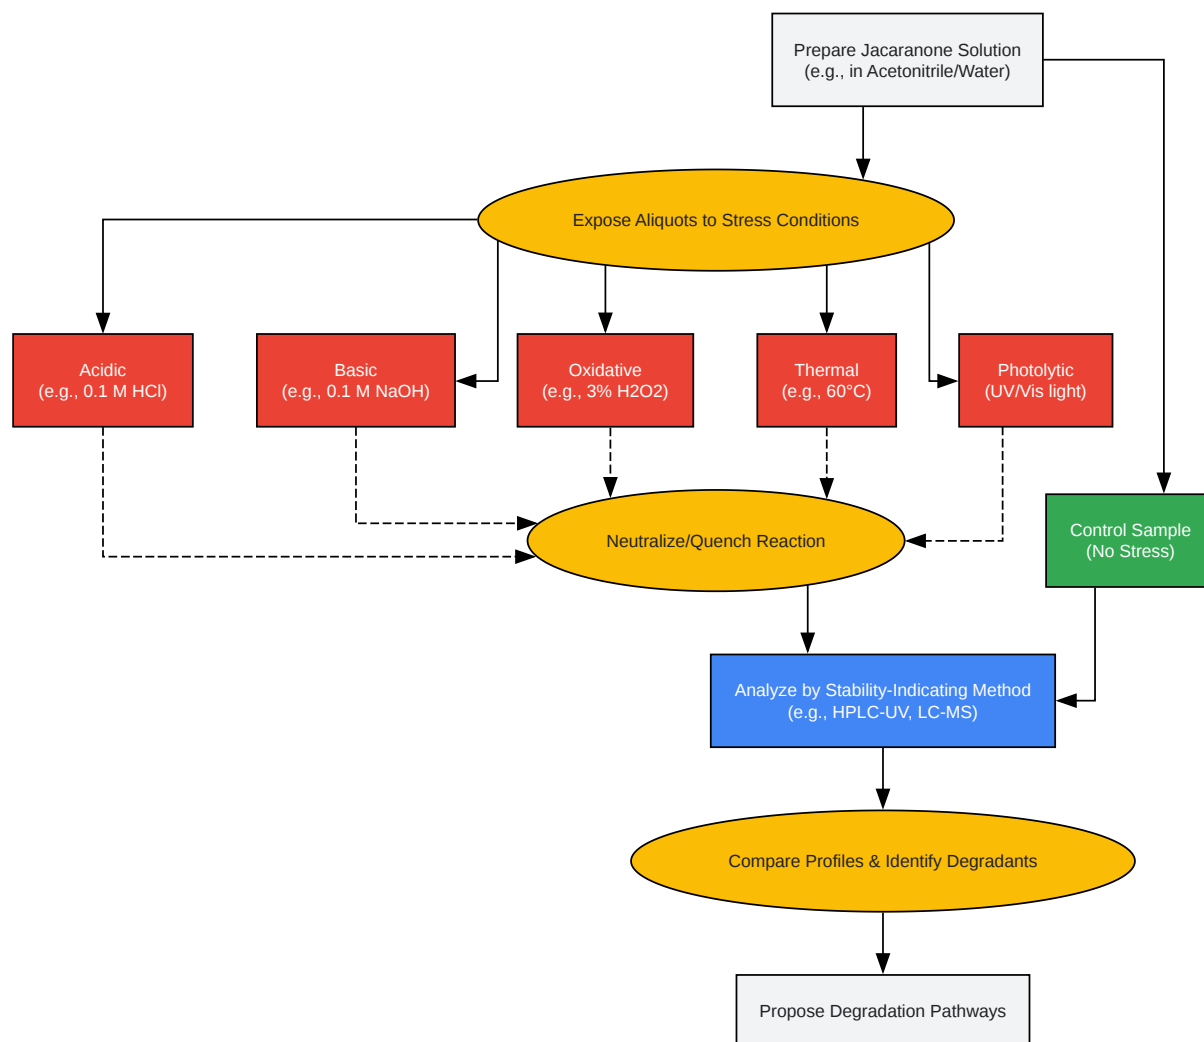 Prepare Jacaranone Solution
(e.g., in Acetonitrile/Water)
Expose Aliquots to Stress Conditions
Acidic
(e.g., 0.1 M HCl)
Basic
(e.g., 0.1 M NaOH)
Oxidative
(e.g., 3% H2O2)
Thermal
(e.g., 60°C)
Photolytic
(UV/Vis light)
Control Sample
(No Stress)
Neutralize/Quench Reaction
Analyze by Stability-Indicating Method
(e.g., HPLC-UV, LC-MS)
Compare Profiles & Identify Degradants
Propose Degradation Pathways